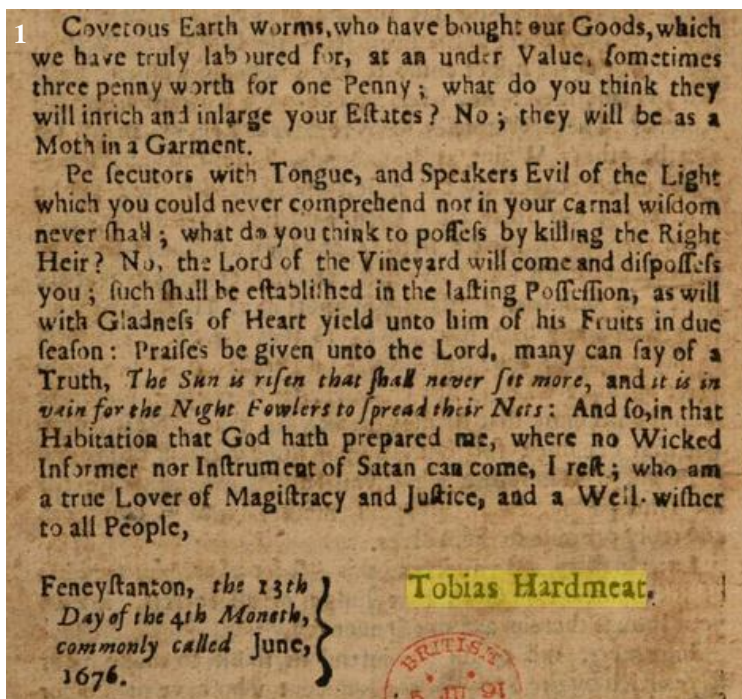 1
Covetous Earth worms, who have bought our Goods, which
we have truly laboured for, at an under Value, ſometimes
three penny worth for one Penny; what do you think they
will inrich and inlarge your Eſtates? No; they will be as a
Moth in a Garment.
Pe ſecutors with Tongue, and Speakers Evil of the Light
which you could never comprehend nor in your carnal wiſdom
never ſhall; what do you think to poſſeſs by killing the Right
Heir? No, the Lord of the Vineyard will come and diſpoſſeſs
you; ſuch ſhall be eſtabliſhed in the laſting Poſſeſſion, as will
with Gladneſs of Heart yield unto him of his Fruits in due
ſeaſon: Praiſes be given unto the Lord, many can ſay of a
Truth, The Sun is riſen that ſhall never ſet more, and it is in
vain for the Night Fowlers to ſpread their Nets: And ſo, in that
Habitation that God hath prepared me, where no Wicked
Informer nor Inſtrument of Satan can come, I reſt; who am
a true Lover of Magiſtracy and Juſtice, and a Well-wiſher
to all People,
Feneyſtanton, the 13th
Day of the 4th Moneth,
commonly called June,
1676.
Tobias Hardmeat.
BRITISH
5 JU 91